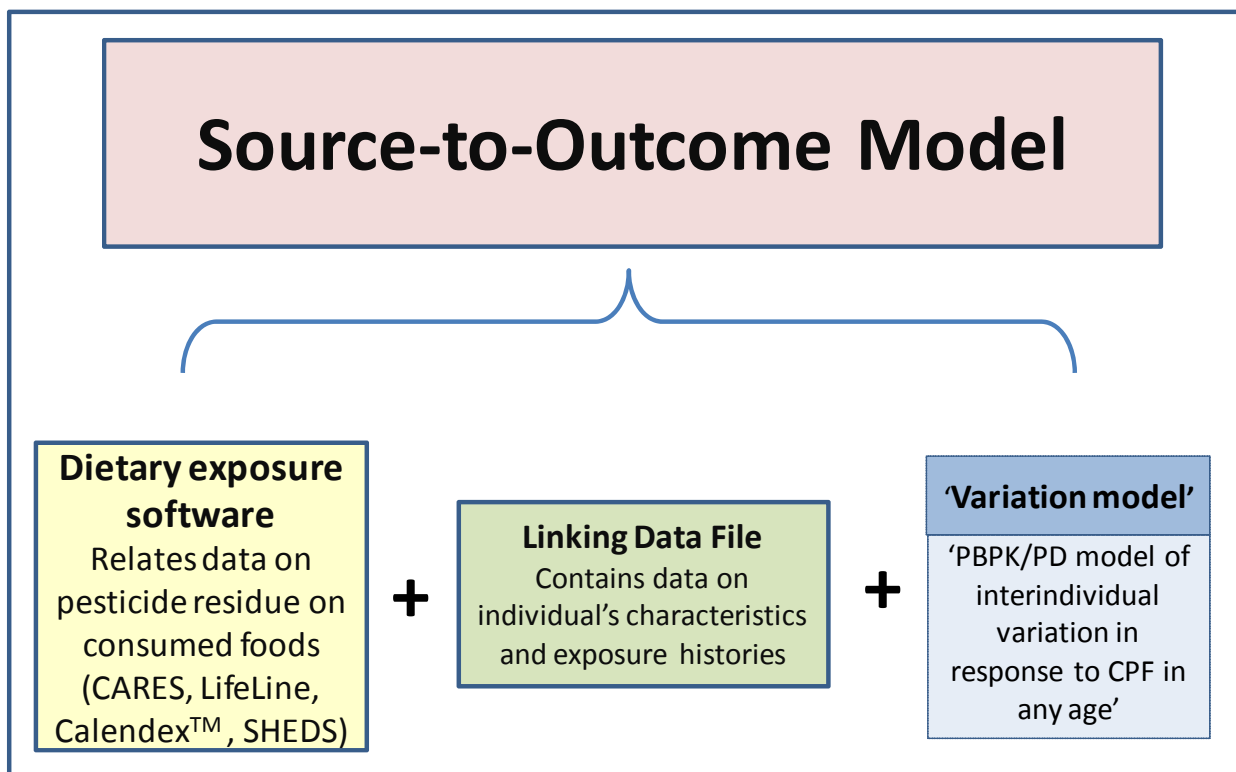 Source-to-Outcome Model
Dietary exposure
software
Relates data on
pesticide residue on
consumed foods
(CARES, LifeLine,
Calendex™, SHEDS)
+
Linking Data File
Contains data on
individual's characteristics
and exposure histories
+
‘Variation model’
‘PBPK/PD model of
interindividual
variation in
response to CPF in
any age’